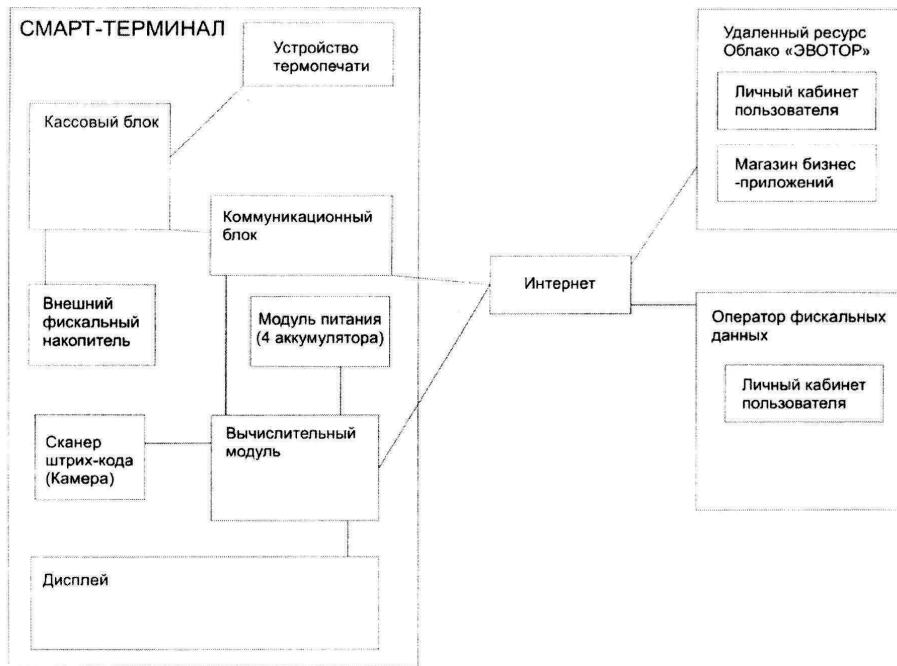 СМАРТ-ТЕРМИНАЛ
Устройство
термопечати
Кассовый блок
Коммуникационный
блок
Внешний
фискальный
накопитель
Модуль питания
(4 аккумулятора)
Сканер
штрих-кода
(Камера)
Вычислительный
модуль
Дисплей
Интернет
Удаленный ресурс
Облако «ЭВОТОР»
Личный кабинет
пользователя
Магазин бизнес
-приложений
Оператор фискальных
данных
Личный кабинет
пользователя